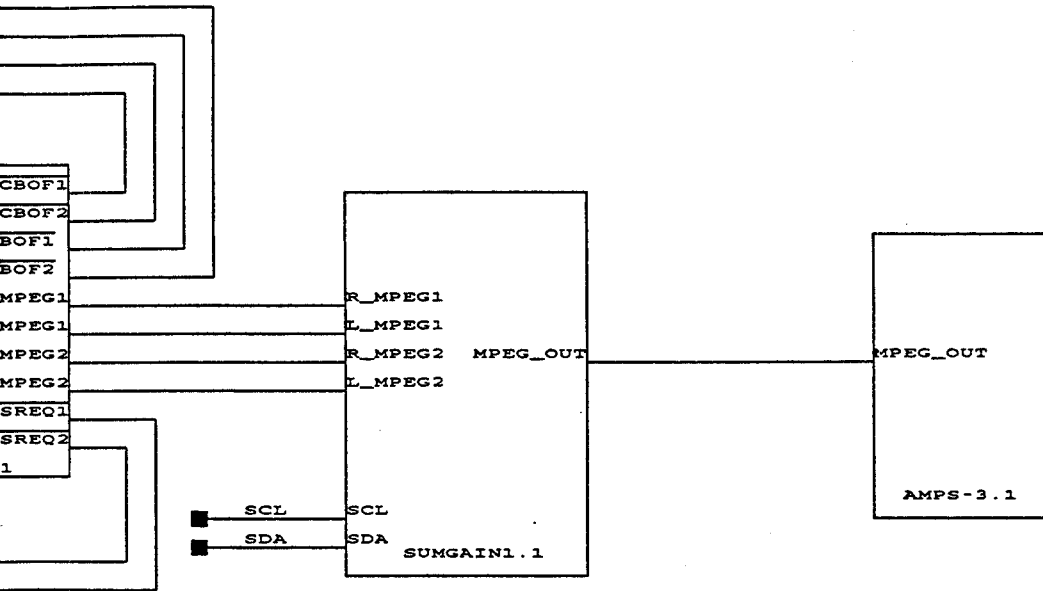 CBOF1
CBOF2
BOF1
BOF2
MPEG1
MPEG1
MPEG2
MPEG2
SREQ1
SREQ2
1
R_MPEG1
L_MPEG1
R_MPEG2 MPEG_OUT
L_MPEG2
SCL SCL
SDA SDA
SUMGAIN1.1
MPEG_OUT
AMPS-3.1